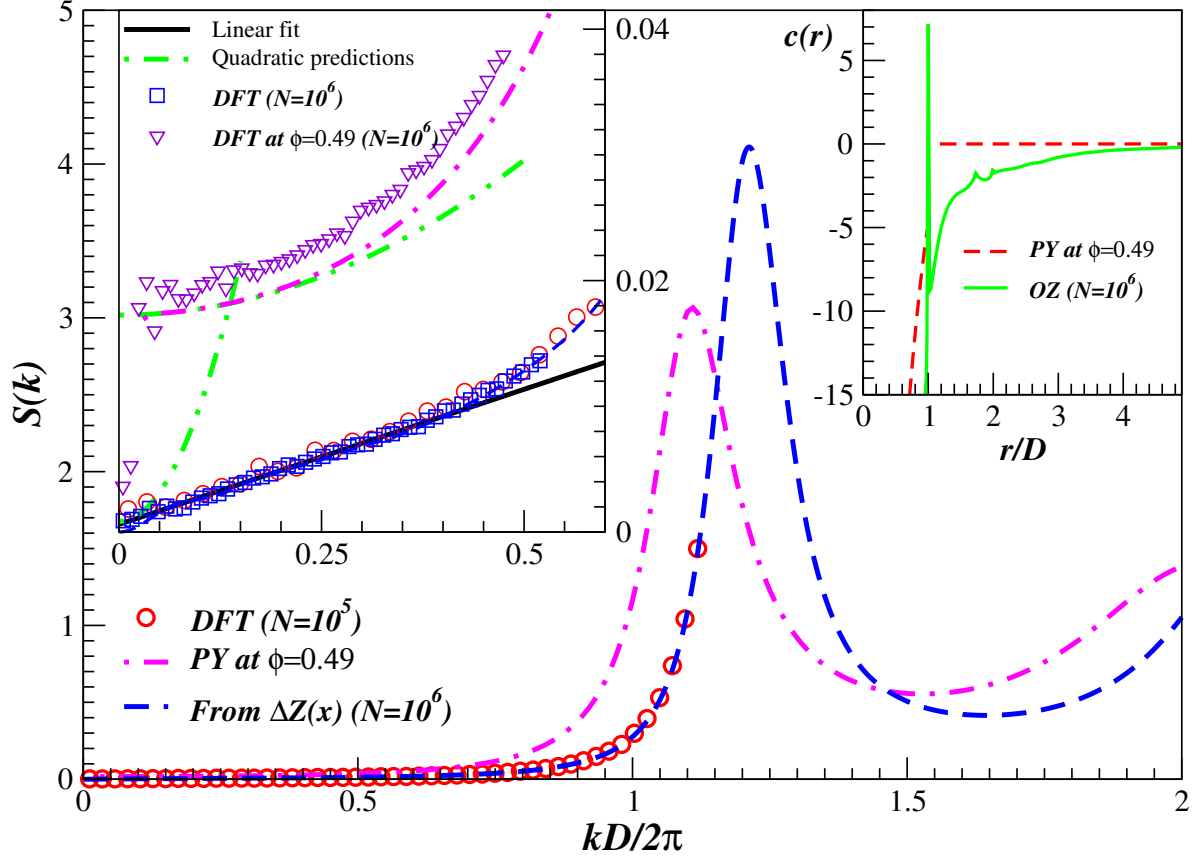 5
4
3
2
1
0
S(k)
Linear fit
Quadratic predictions
DFT (N=10^6)
DFT at ϕ=0.49 (N=10^6)
0.04
0.02
0
0 0.25 0.5
c(r)
5
0
-5
-10
-15
PY at ϕ=0.49
OZ (N=10^6)
0 1 2 3 4
r/D
DFT (N=10^5)
PY at ϕ=0.49
From ΔZ(x) (N=10^6)
0 0.5 1 1.5 2
kD/2π